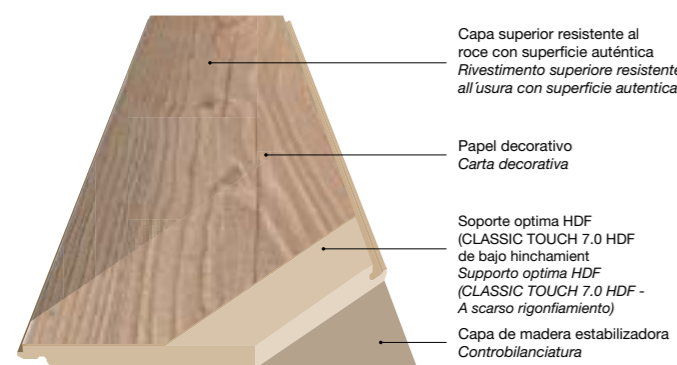 Capa superior resistente al
roce con superficie auténtica
Rivestimento superiore resistente
all´usura con superficie autentica
Papel decorativo
Carta decorativa
Soporte optima HDF
(CLASSIC TOUCH 7.0 HDF
de bajo hinchamient
Supporto optima HDF
(CLASSIC TOUCH 7.0 HDF -
A scarso rigonfiamiento)
Capa de madera estabilizadora
Controbilanciatura